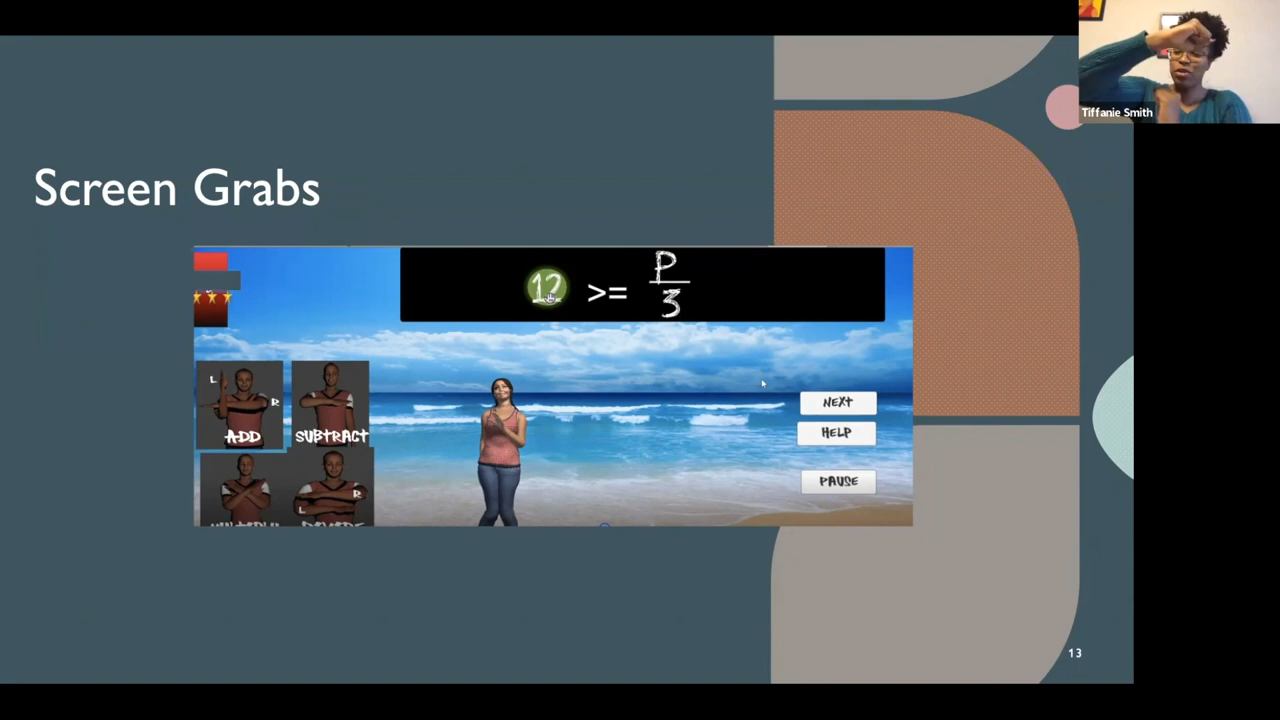 Tiffanie Smith
Screen Grabs
12 >= P
3
L
R
ADD
SUBTRACT
R
L
NEXT
HELP
PAUSE
13